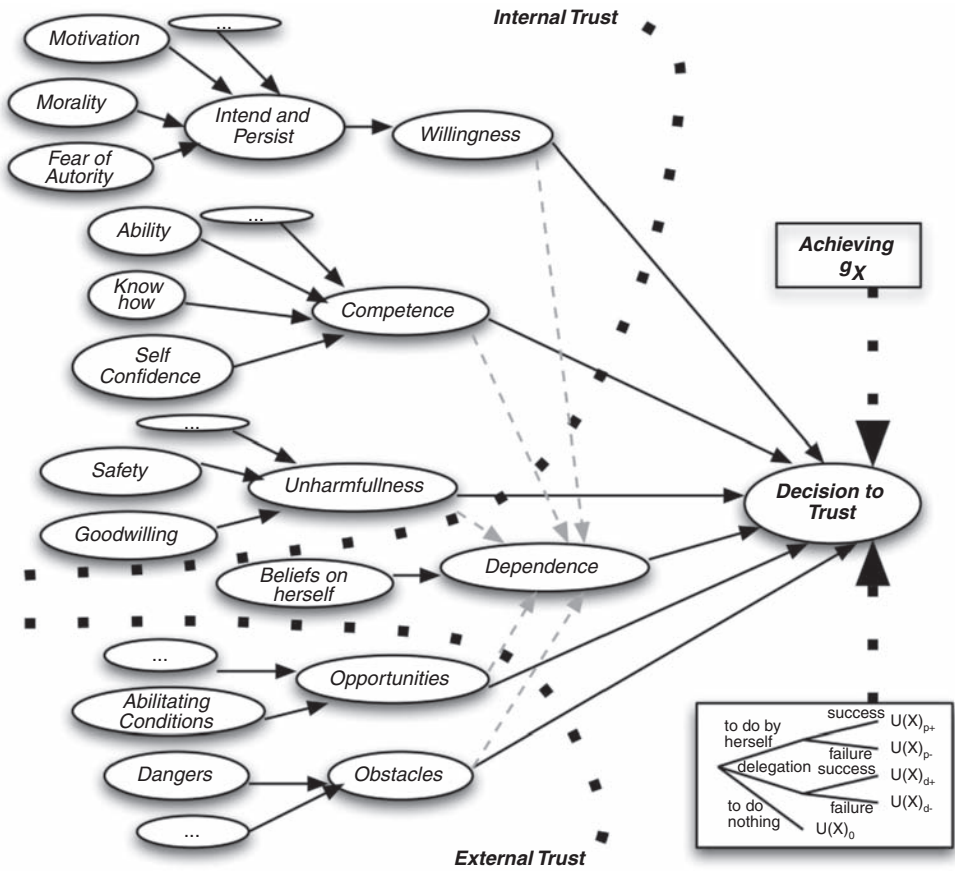 Internal Trust
Motivation
...
Morality
Intend and
Persist
Willingness
Fear of
Autority
Ability
...
Achieving
gX
Know
how
Competence
Self
Confidence
...
Safety
Unharmfullness
Decision to
Trust
Goodwilling
Beliefs on
herself
Dependence
...
Opportunities
Abilitating
Conditions
Dangers
Obstacles
...
External Trust
to do by
herself
success
U(X)p+
failure
U(X)p-
delegation
success
U(X)d+
failure
U(X)d-
to do
nothing
U(X)0